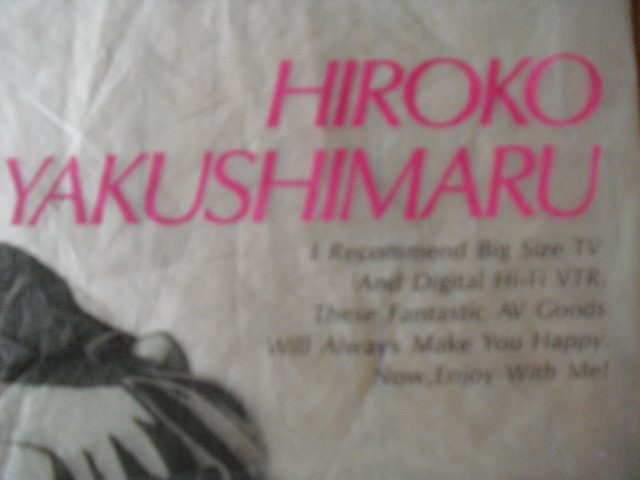 HIROKO
YAKUSHIMARU
I Recommend Big Size TV
And Digital Hi-Fi VTR.
These Fantastic AV Goods
Will Always Make You Happy.
Now,Enjoy With Me!